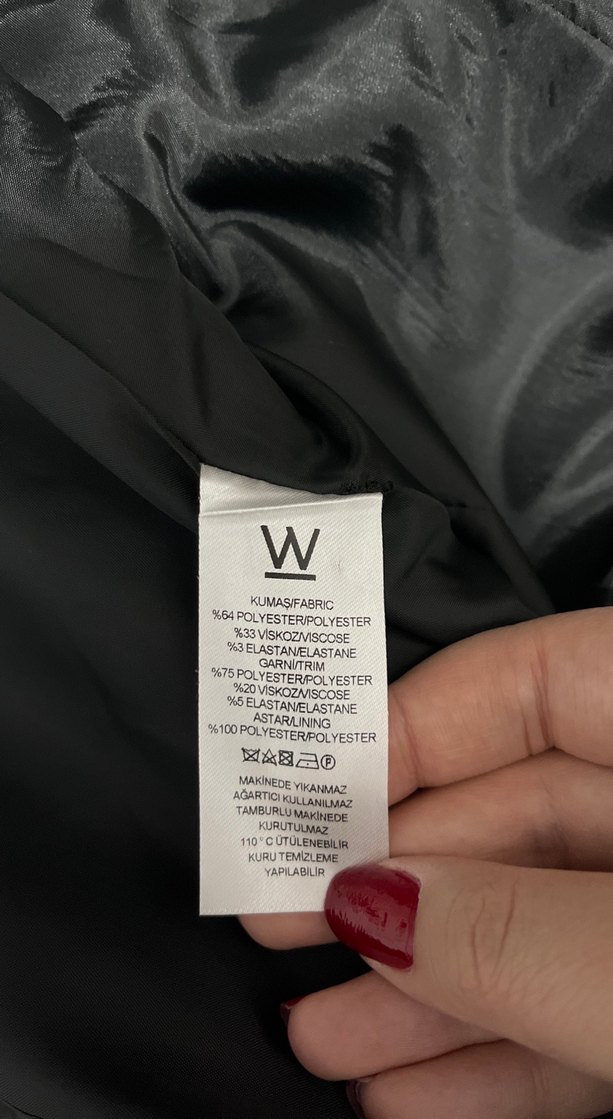 W
KUMAŞ/FABRIC
%64 POLYESTER/POLYESTER
%33 VİSKOZ/VISCOSE
%3 ELASTAN/ELASTANE
GARNİ/TRIM
%75 POLYESTER/POLYESTER
%20 VİSKOZ/VISCOSE
%5 ELASTAN/ELASTANE
ASTAR/LINING
%100 POLYESTER/POLYESTER
P
MAKİNEDE YIKANMAZ
AĞARTICI KULLANILMAZ
TAMBURLU MAKİNEDE
KURUTULMAZ
110°C ÜTÜLENEBİLİR
KURU TEMİZLEME
YAPILABİLİR